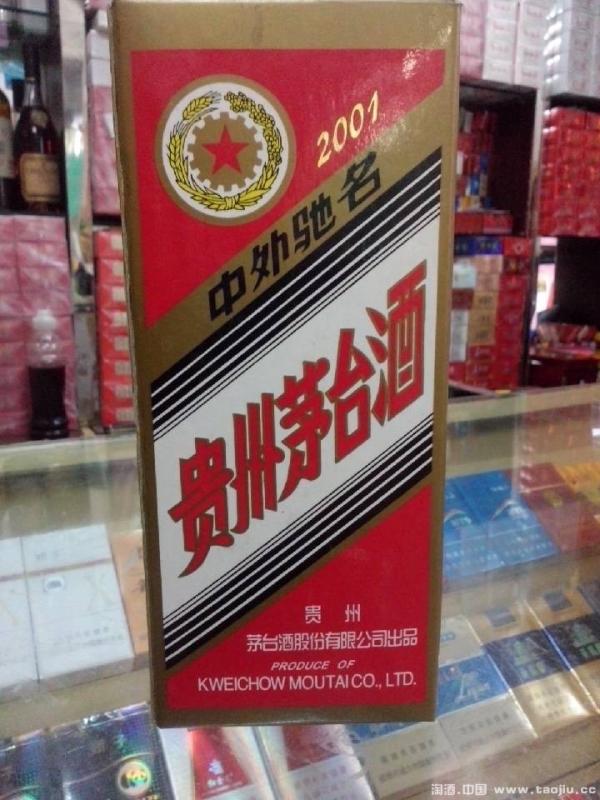 2001
中外驰名
贵州茅台酒
贵州
茅台酒股份有限公司出品
PRODUCE OF
KWEICHOW MOUTAI CO., LTD.
淘酒.中国 www.taojiu.cc